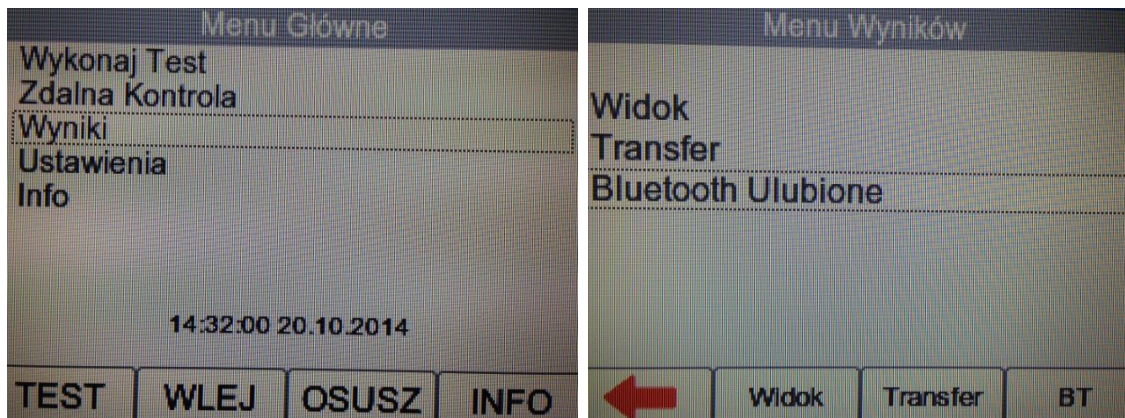 Menu Główne
Wykonaj Test
Zdalna Kontrola
Wyniki
Ustawienia
Info
14:32:00 20.10.2014
TEST WLEJ OSUSZ INFO
Menu Wyników
Widok
Transfer
Bluetooth Ulubione
Widok Transfer BT